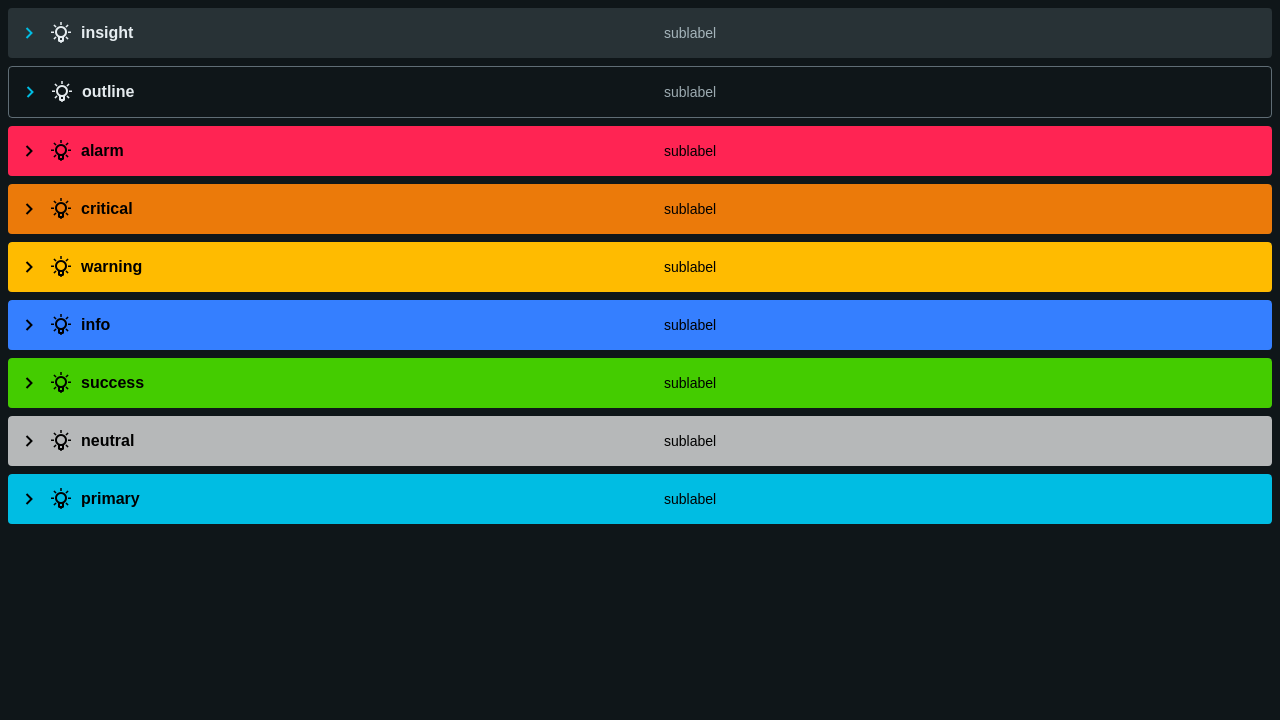 insight sublabel
outline sublabel
alarm sublabel
critical sublabel
warning sublabel
info sublabel
success sublabel
neutral sublabel
primary sublabel